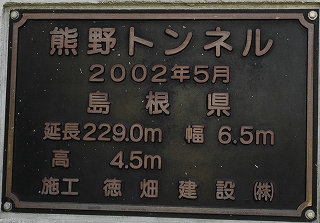 熊野トンネル
2002年5月
島根県
延長229.0m 幅 6.5m
高 4.5m
施工 徳畑建設㈱